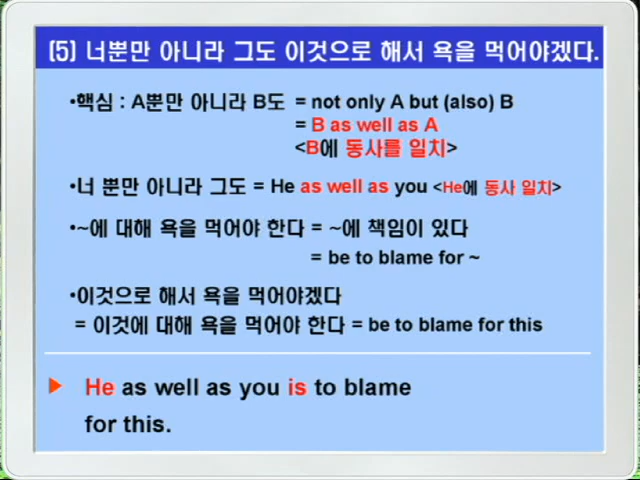 (5) 너뿐만 아니라 그도 이것으로 해서 욕을 먹어야겠다.
•핵심 : A뿐만 아니라 B도 = not only A but (also) B
= B as well as A
<B에 동사를 일치>
•너 뿐만 아니라 그도 = He as well as you <He에 동사 일치>
•~에 대해 욕을 먹어야 한다 = ~에 책임이 있다
= be to blame for ~
•이것으로 해서 욕을 먹어야겠다
= 이것에 대해 욕을 먹어야 한다 = be to blame for this
He as well as you is to blame
for this.